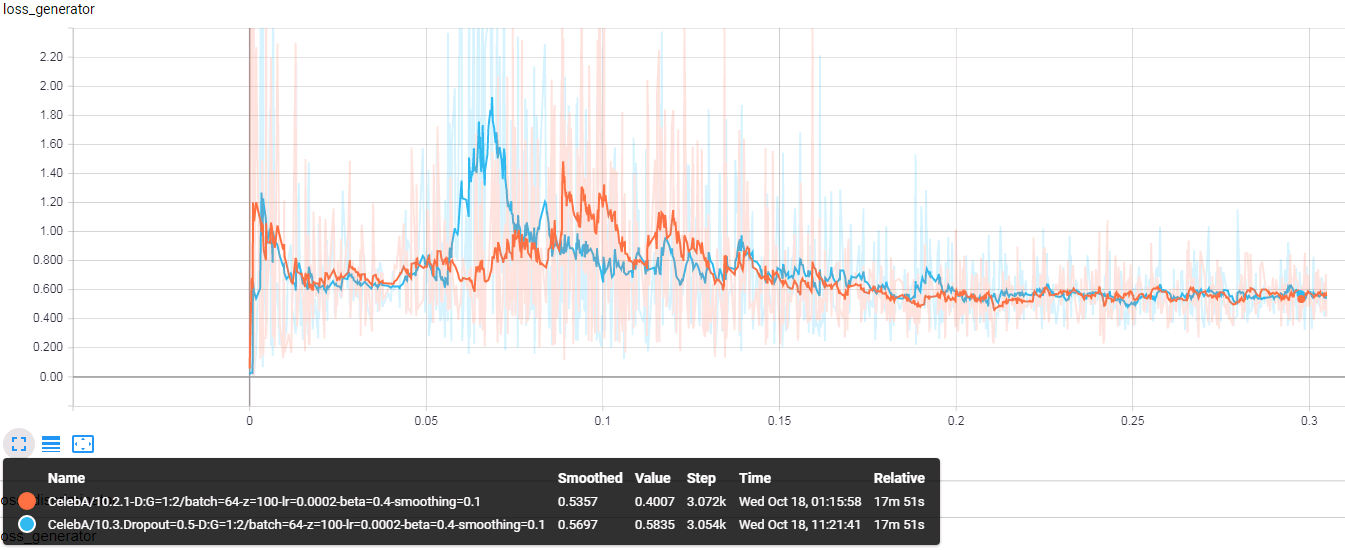 loss_generator
2.20
2.00
1.80
1.60
1.40
1.20
1.00
0.800
0.600
0.400
0.200
0.00
0 0.05 0.1 0.15 0.2 0.25 0.3
Name Smoothed Value Step Time Relative
CelebA/10.2.1-D:G=1:2/batch=64-z=100-lr=0.0002-beta=0.4-smoothing=0.1 0.5357 0.4007 3.072k Wed Oct 18, 01:15:58 17m 51s
CelebA/10.3.Dropout=0.5-D:G=1:2/batch=64-z=100-lr=0.0002-beta=0.4-smoothing=0.1 0.5697 0.5835 3.054k Wed Oct 18, 11:21:41 17m 51s
loss_generator